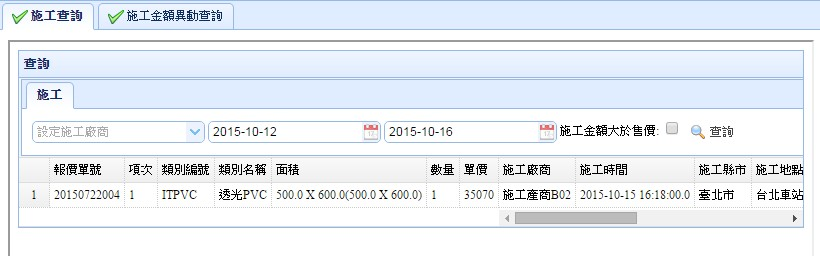 施工查詢 施工金額異動查詢
查詢
施工
設定施工廠商 2015-10-12 2015-10-16 施工金額大於售價: 查詢
報價單號 項次 類別編號 類別名稱 面積 數量 單價 施工廠商 施工時間 施工縣市 施工地點
1 20150722004 1 ITPVC 透光PVC 500.0 X 600.0(500.0 X 600.0) 1 35070 施工產商B02 2015-10-15 16:18:00.0 臺北市 台北車站